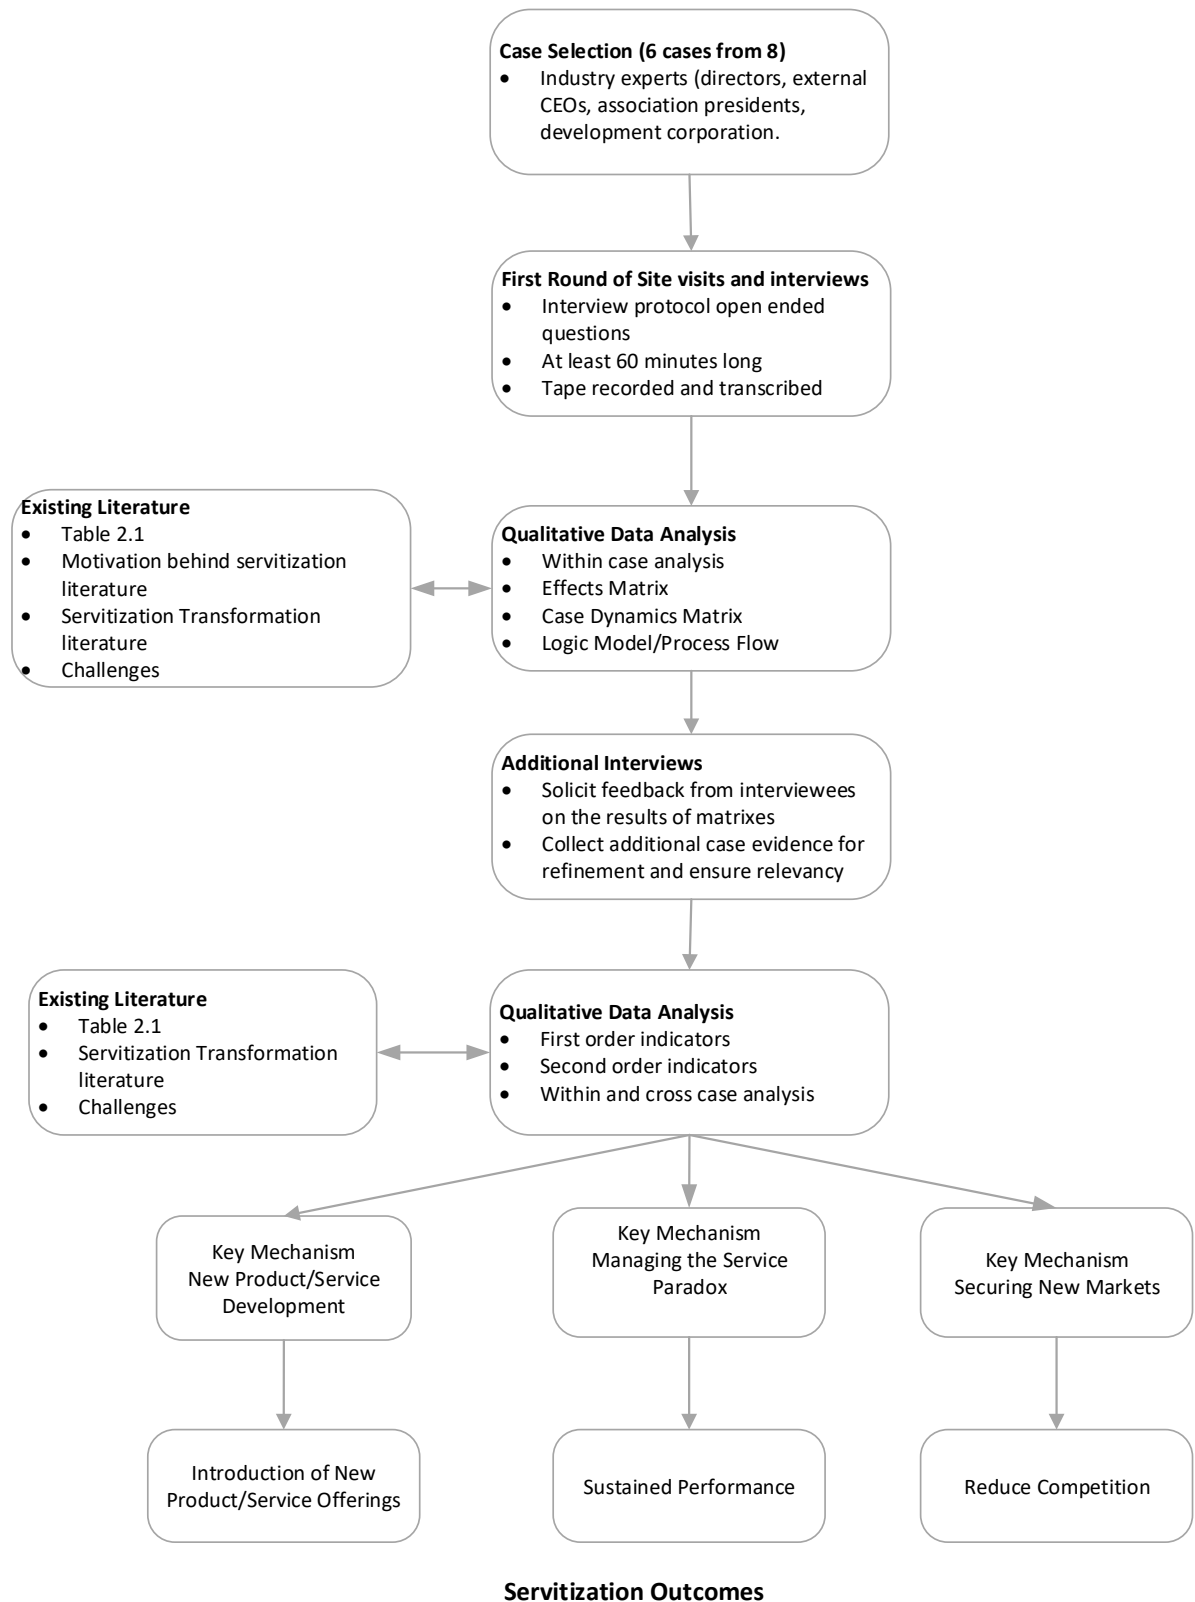 Case Selection (6 cases from 8)
• Industry experts (directors, external
CEOs, association presidents,
development corporation.
First Round of Site visits and interviews
• Interview protocol open ended
questions
• At least 60 minutes long
• Tape recorded and transcribed
Existing Literature
• Table 2.1
• Motivation behind servitization
literature
• Servitization Transformation
literature
• Challenges
Qualitative Data Analysis
• Within case analysis
• Effects Matrix
• Case Dynamics Matrix
• Logic Model/Process Flow
Additional Interviews
• Solicit feedback from interviewees
on the results of matrixes
• Collect additional case evidence for
refinement and ensure relevancy
Existing Literature
• Table 2.1
• Servitization Transformation
literature
• Challenges
Qualitative Data Analysis
• First order indicators
• Second order indicators
• Within and cross case analysis
Key Mechanism
New Product/Service
Development
Key Mechanism
Managing the Service
Paradox
Key Mechanism
Securing New Markets
Introduction of New
Product/Service Offerings
Sustained Performance
Reduce Competition
Servitization Outcomes